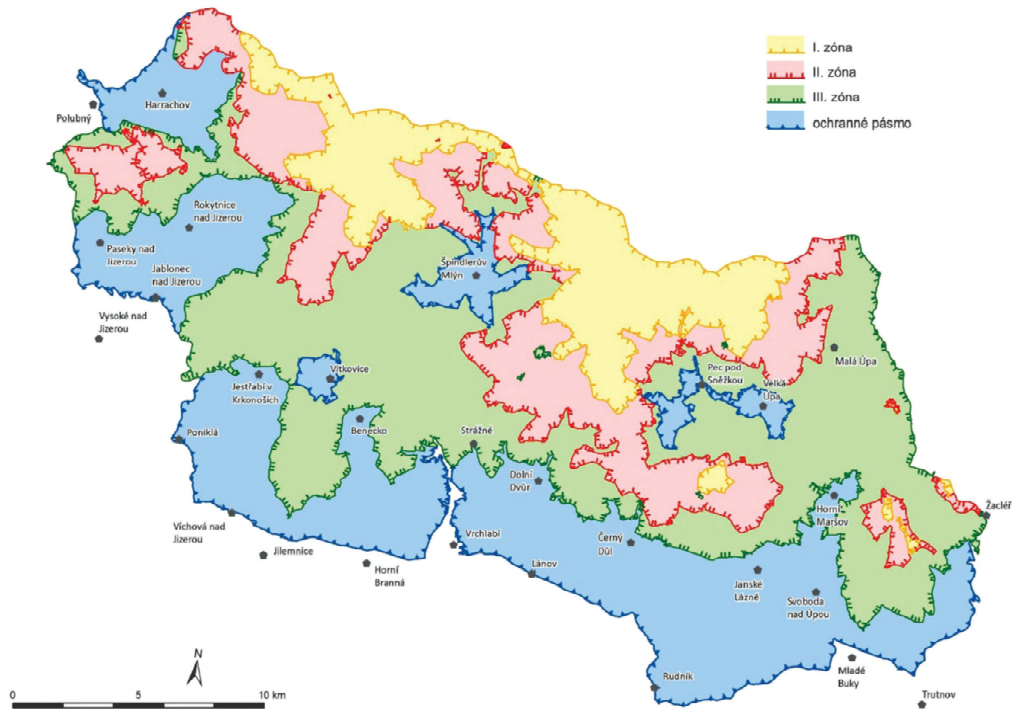 I. zóna
II. zóna
III. zóna
ochranné pásmo
Harrachov
Polubný
Rokytnice
nad Jizerou
Paseky nad
Jizerou
Jablonec
nad Jizerou
Vysoké nad
Jizerou
Špindlerův
Mlýn
Malá Úpa
Pec pod
Sněžkou
Velká
Úpa
Vítkovice
Jestřabí v
Krkonoších
Benecko
Poniklá
Strážné
Dolní
Dvůr
Horní
Maršov
Žacléř
Víchová nad
Jizerou
Jilemnice
Horní
Branná
Vrchlabí
Lánov
Černý
Důl
Janské
Lázně
Svoboda
nad Úpou
Mladé
Buky
Rudník
Trutnov
N
0 5 10 km